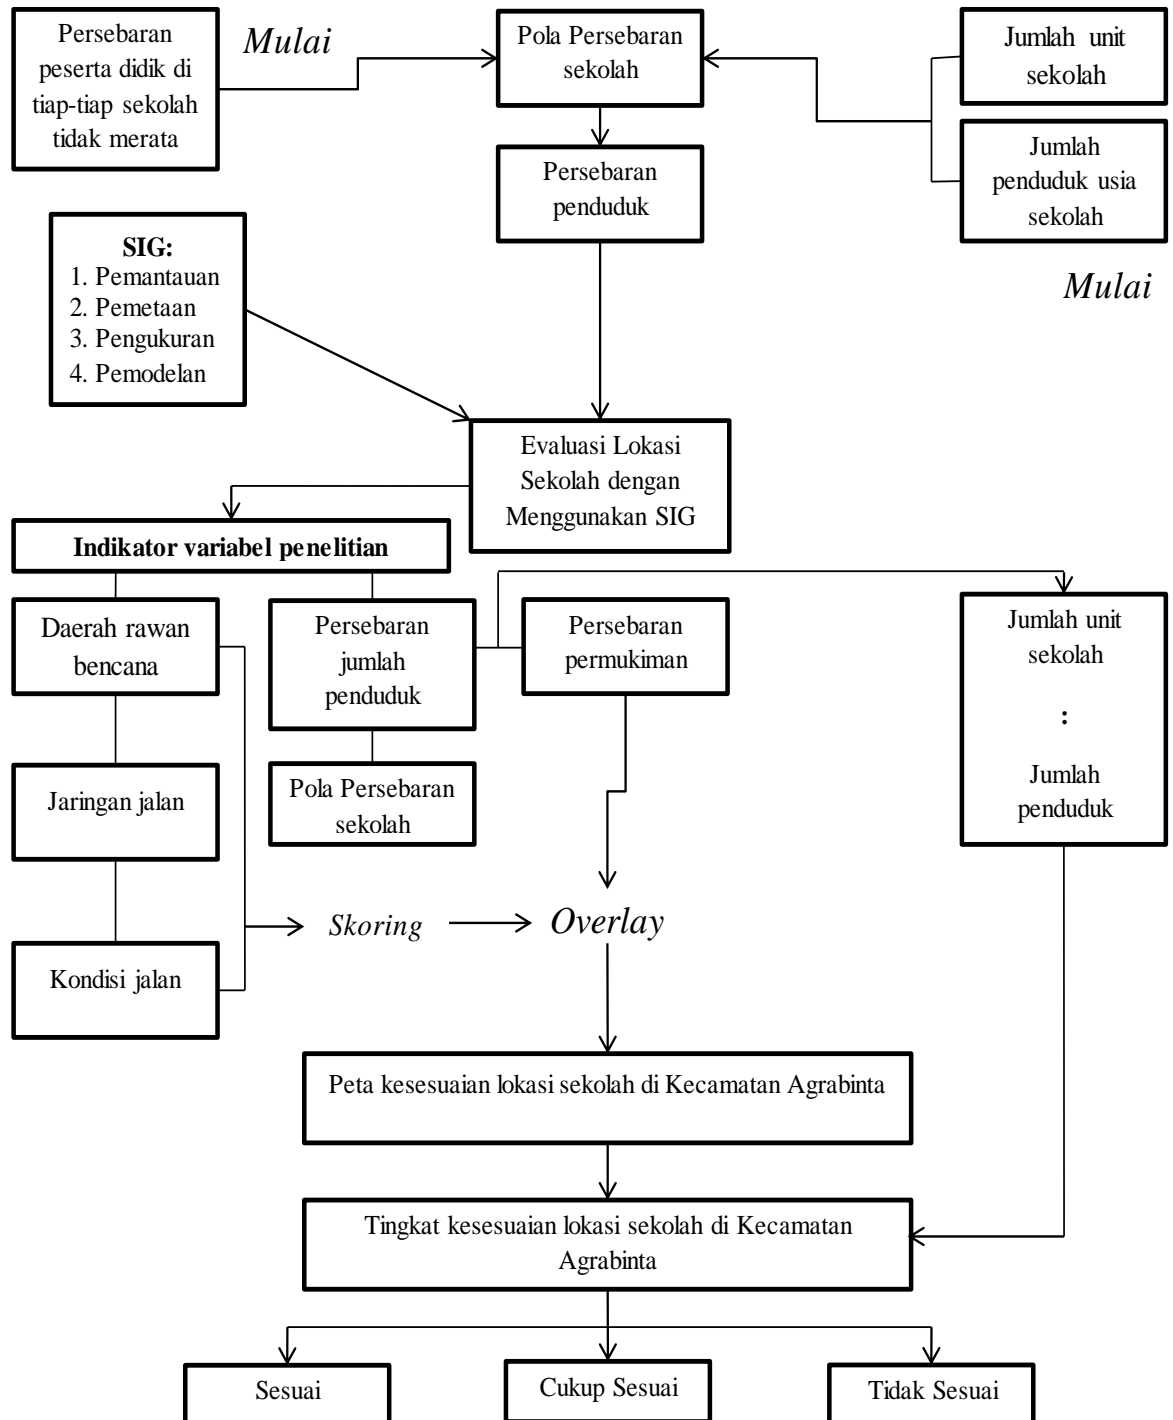 Persebaran
peserta didik di
tiap-tiap sekolah
tidak merata
Mulai
Pola Persebaran
sekolah
Jumlah unit
sekolah
Jumlah
penduduk usia
sekolah
Mulai
Persebaran
penduduk
SIG:
1. Pemantauan
2. Pemetaan
3. Pengukuran
4. Pemodelan
Evaluasi Lokasi
Sekolah dengan
Menggunakan SIG
Indikator variabel penelitian
Daerah rawan
bencana
Persebaran
jumlah
penduduk
Persebaran
permukiman
Jumlah unit
sekolah
:
Jumlah
penduduk
Jaringan jalan
Pola Persebaran
sekolah
Kondisi jalan
Skoring
Overlay
Peta kesesuaian lokasi sekolah di Kecamatan Agrabinta
Tingkat kesesuaian lokasi sekolah di Kecamatan
Agrabinta
Sesuai
Cukup Sesuai
Tidak Sesuai